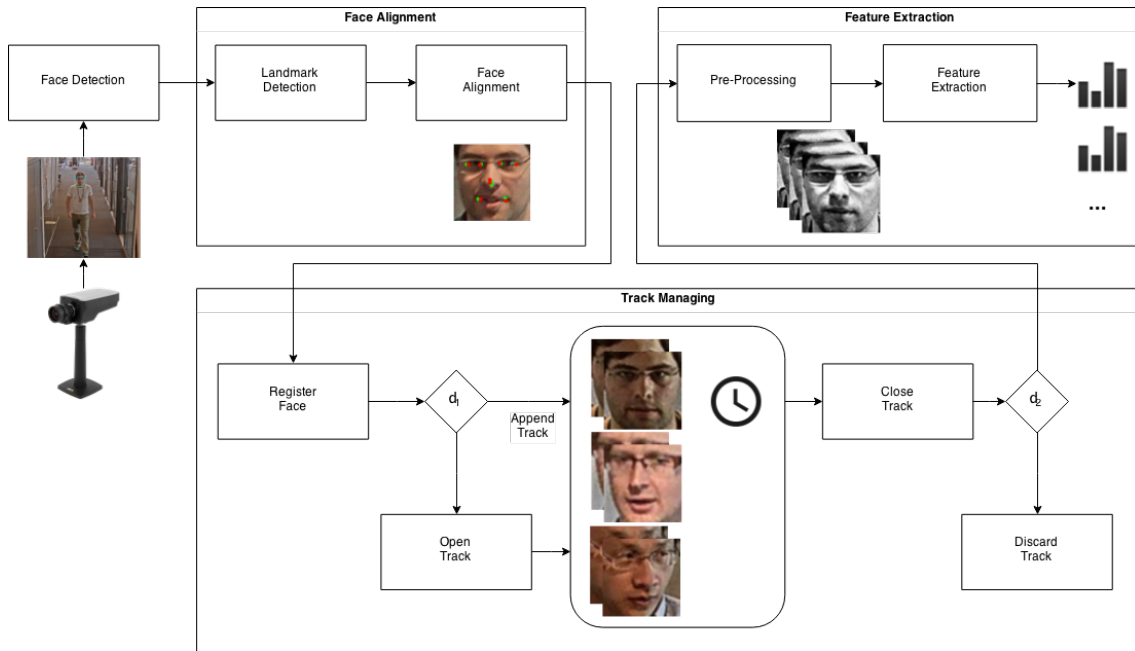 Face Alignment
Feature Extraction
Face Detection
Landmark
Detection
Face
Alignment
Pre-Processing
Feature
Extraction
...
Track Managing
Register
Face
d1
Append
Track
Close
Track
d2
Open
Track
Discard
Track